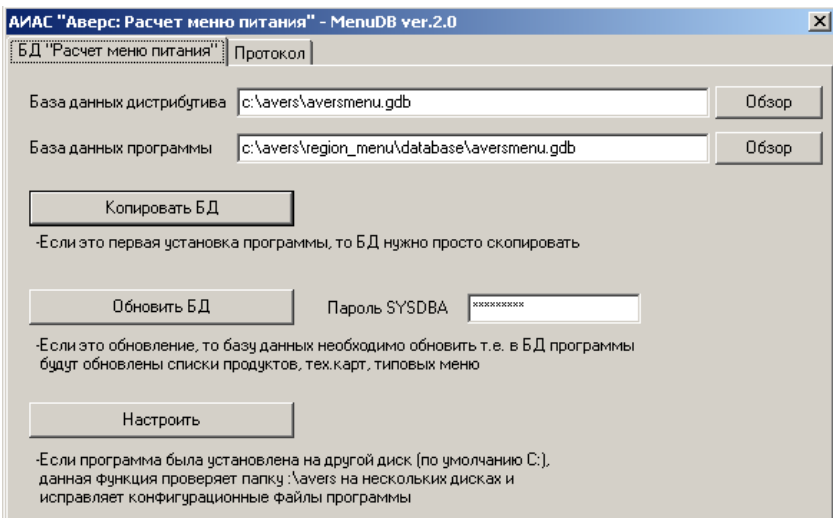 АИАС "Аверс: Расчет меню питания" - MenuDB ver.2.0
БД "Расчет меню питания" Протокол
База данных дистрибутива c:\avers\aversmenu.gdb Обзор
База данных программы c:\avers\region_menu\database\aversmenu.gdb Обзор
Копировать БД
-Если это первая установка программы, то БД нужно просто скопировать
Обновить БД Пароль SYSDBA *********
-Если это обновление, то базу данных необходимо обновить т.е. в БД программы
будут обновлены списки продуктов, тех.карт, типовых меню
Настроить
-Если программа была установлена на другой диск (по умолчанию C:),
данная функция проверяет папку :\avers на нескольких дисках и
исправляет конфигурационные файлы программы